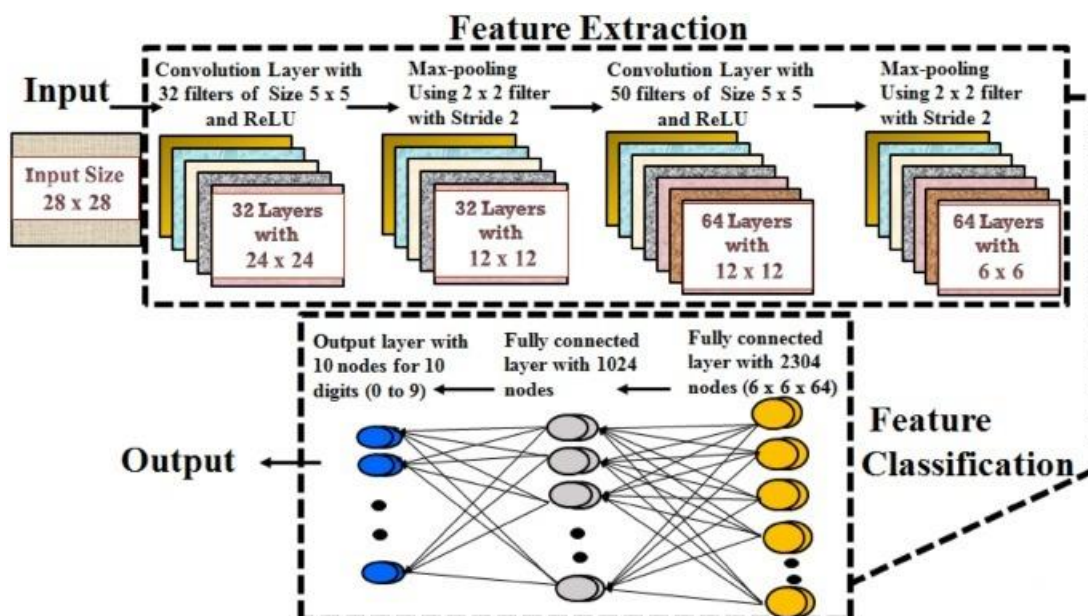 Feature Extraction
Input
Input Size
28 x 28
Convolution Layer with
32 filters of Size 5 x 5
and ReLU
32 Layers
with
24 x 24
Max-pooling
Using 2 x 2 filter
with Stride 2
32 Layers
with
12 x 12
Convolution Layer with
50 filters of Size 5 x 5
and ReLU
64 Layers
with
12 x 12
Max-pooling
Using 2 x 2 filter
with Stride 2
64 Layers
with
6 x 6
Fully connected
layer with 2304
nodes (6 x 6 x 64)
Fully connected
layer with 1024
nodes
Output layer with
10 nodes for 10
digits (0 to 9)
Feature
Classification
Output